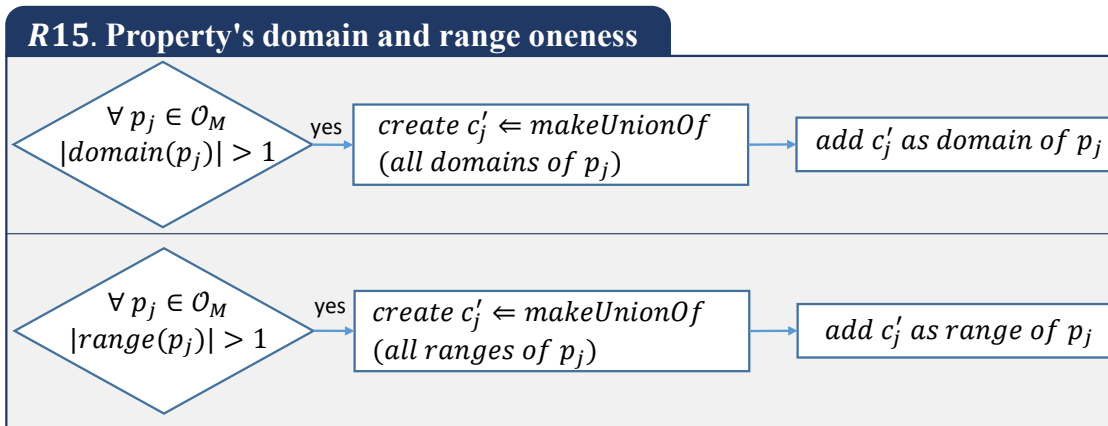 R15. Property's domain and range oneness
∀ p_j ∈ 𝒪_M
|domain(p_j)| > 1
yes
create c′_j ⇐ makeUnionOf
(all domains of p_j)
add c′_j as domain of p_j
∀ p_j ∈ 𝒪_M
|range(p_j)| > 1
yes
create c′_j ⇐ makeUnionOf
(all ranges of p_j)
add c′_j as range of p_j